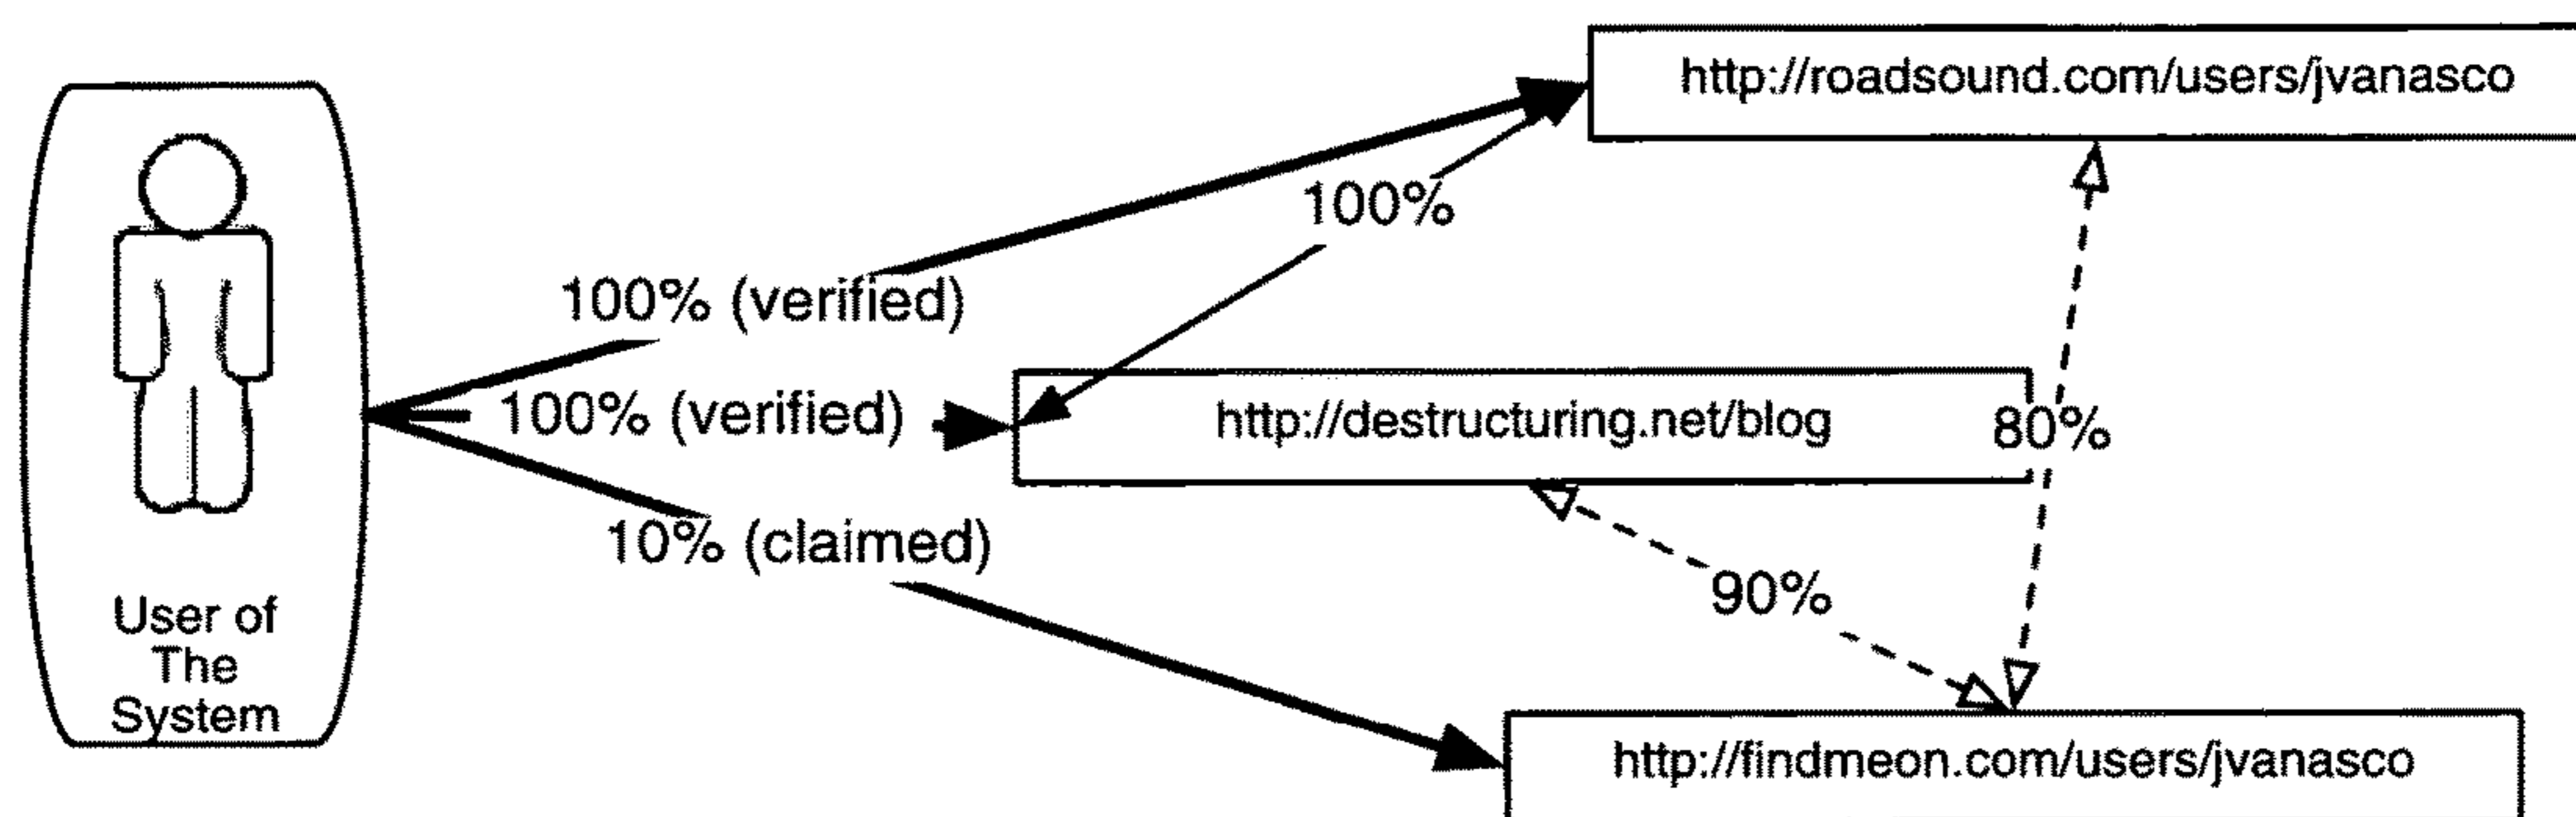 http://roadsound.com/users/jvanasco
100%
100% (verified)
100% (verified)
http://destructuring.net/blog
80%
10% (claimed)
90%
User of
The
System
http://findmeon.com/users/jvanasco